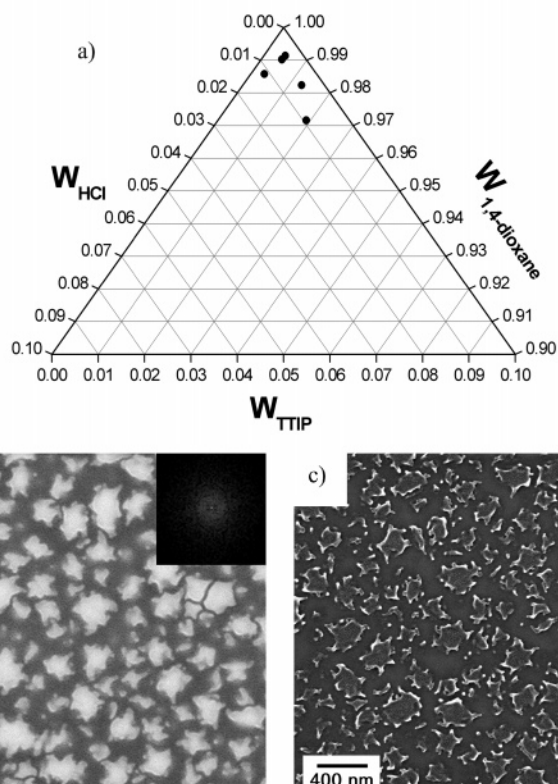 a)
0.00 1.00
0.01 0.99
0.02 0.98
0.03 0.97
0.04 0.96
W HCl
0.05 0.95
W 1,4-dioxane
0.06 0.94
0.07 0.93
0.08 0.92
0.09 0.91
0.10 0.90
0.00 0.01 0.02 0.03 0.04 0.05 0.06 0.07 0.08 0.09 0.10
W TTIP
c)
400 nm